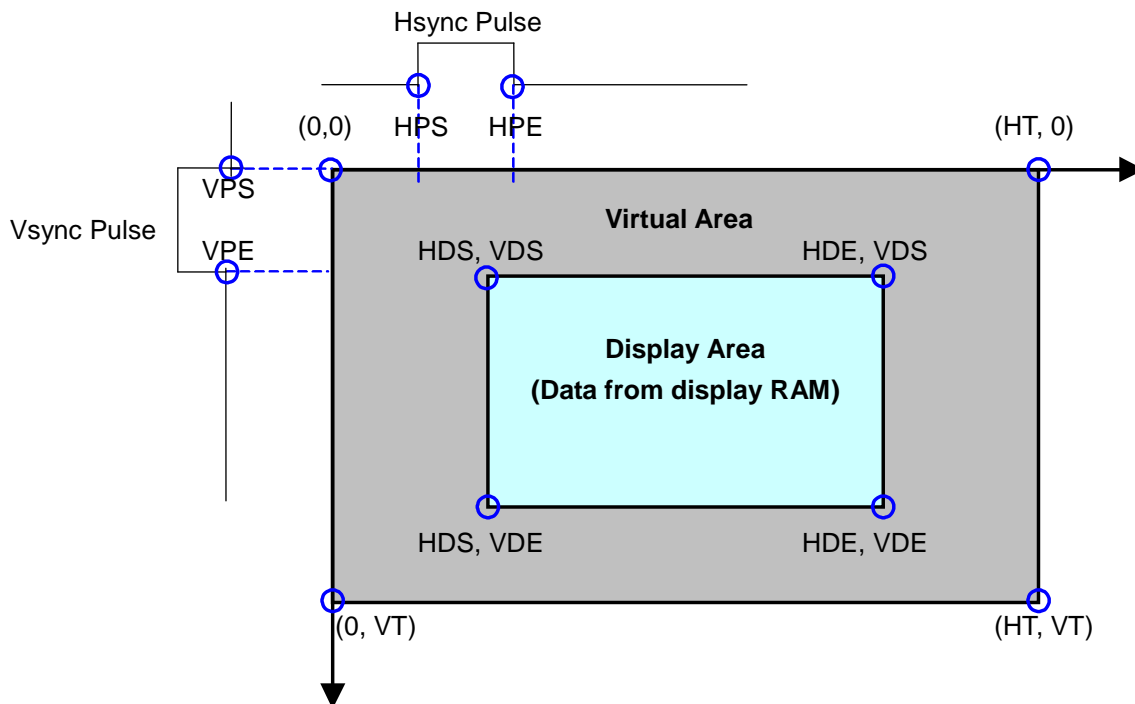 Hsync Pulse
(0,0)
HPS
HPE
(HT, 0)
VPS
Vsync Pulse
VPE
Virtual Area
HDS, VDS
HDE, VDS
Display Area
(Data from display RAM)
HDS, VDE
HDE, VDE
(0, VT)
(HT, VT)